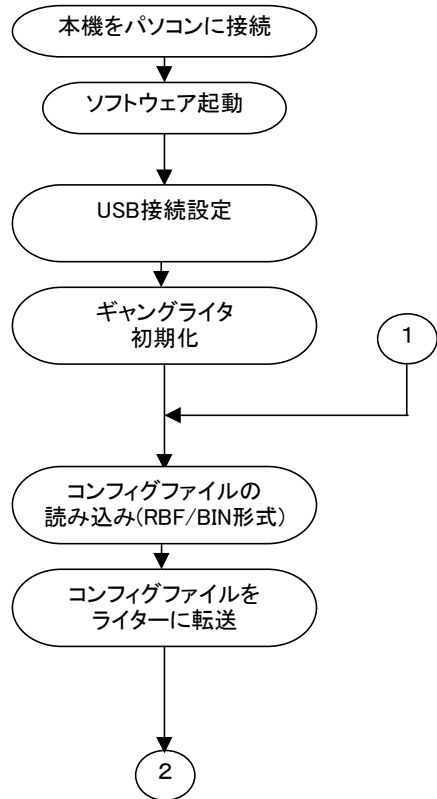 本機をパソコンに接続
ソフトウェア起動
USB接続設定
ギャングライタ
初期化
1
コンフィグファイルの
読み込み(RBF/BIN形式)
コンフィグファイルを
ライターに転送
2